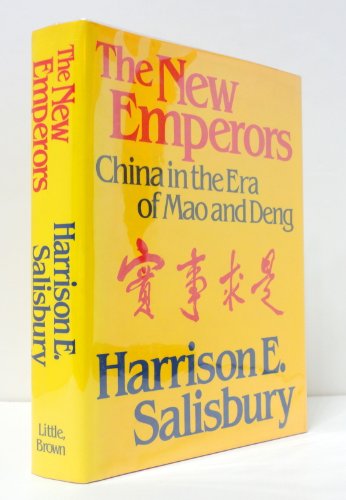 The New
Emperors
Harrison E.
Salisbury
Little,
Brown
The New
Emperors
China in the Era
of Mao and Deng
實事求是
Harrison E.
Salisbury